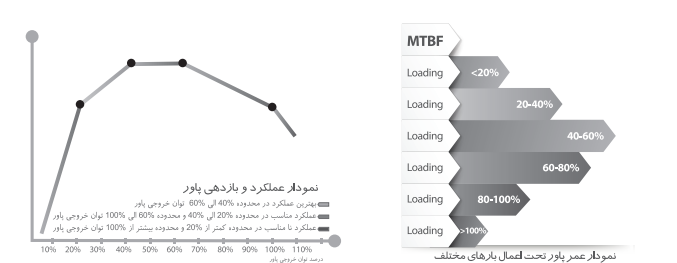 نمودار عملکرد و بازدهی پاور
بهترین عملکرد در محدوده 40% الی 60% توان خروجی پاور
عملکرد مناسب در محدوده 20% الی 40% و محدوده 60% الی 100% توان خروجی پاور
عملکرد نا مناسب در محدوده کمتر از 20% و محدوده بیشتر از 100% توان خروجی پاور
10% 20% 30% 40% 50% 60% 70% 80% 90% 100% 110%
درصد توان خروجی پاور
MTBF
Loading <20%
Loading 20-40%
Loading 40-60%
Loading 60-80%
Loading 80-100%
Loading >100%
نمودار عمر پاور تحت اعمال بارهای مختلف